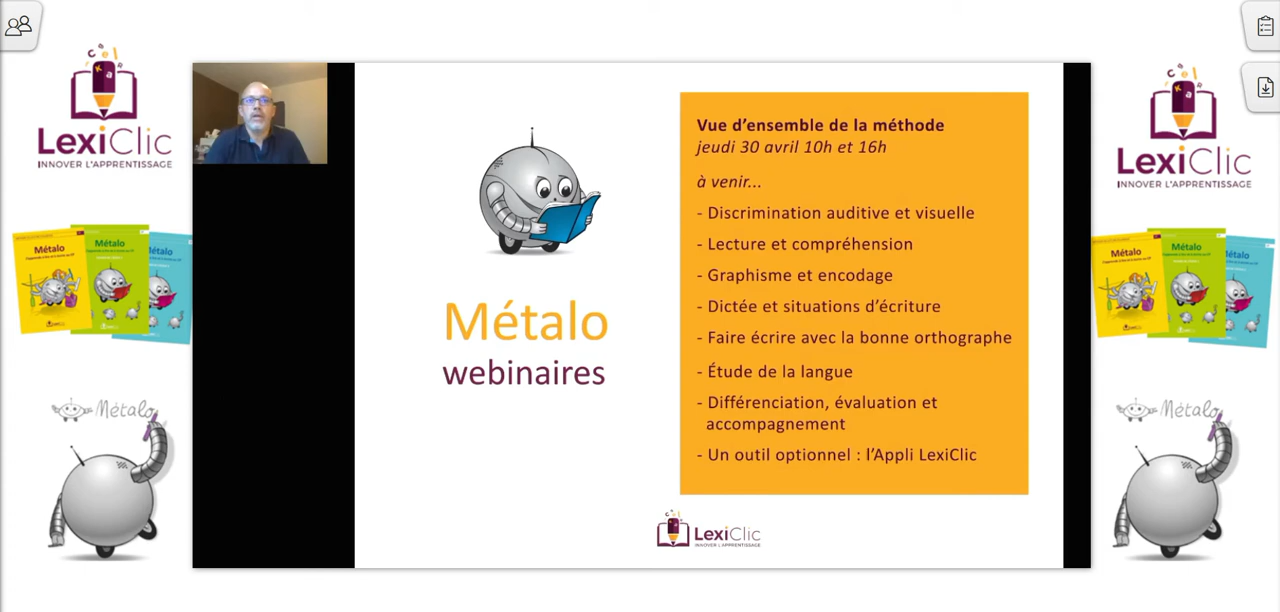 LexiClic
INNOVER L'APPRENTISSAGE
Métalo
Métalo
Métalo
Métalo
Métalo
webinaires
Vue d'ensemble de la méthode
jeudi 30 avril 10h et 16h
à venir...
- Discrimination auditive et visuelle
- Lecture et compréhension
- Graphisme et encodage
- Dictée et situations d'écriture
- Faire écrire avec la bonne orthographe
- Étude de la langue
- Différenciation, évaluation et
accompagnement
- Un outil optionnel : l'Appli LexiClic
LexiClic
INNOVER L'APPRENTISSAGE
LexiClic
INNOVER L'APPRENTISSAGE
Métalo
Métalo
Métalo